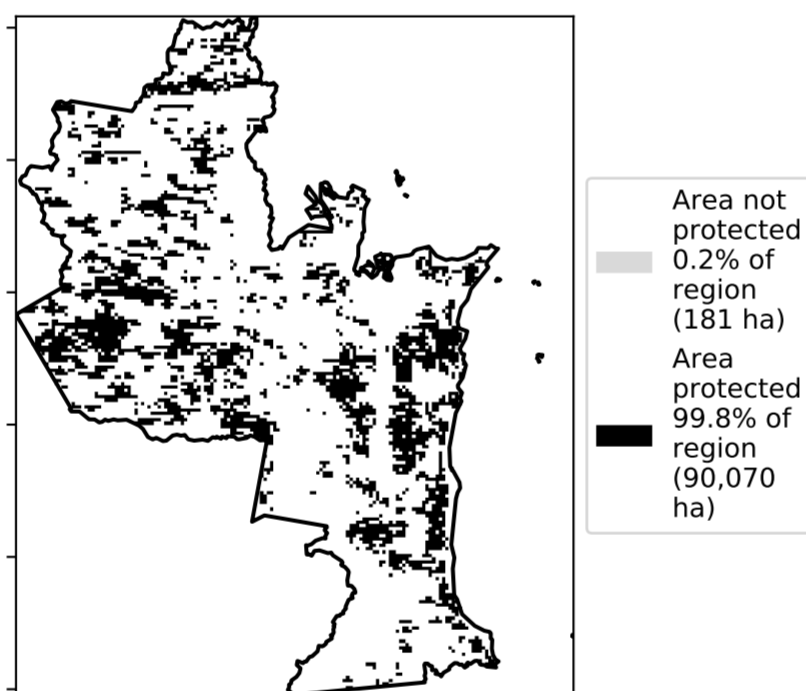 Area not
protected
0.2% of
region
(181 ha)
Area
protected
99.8% of
region
(90,070
ha)